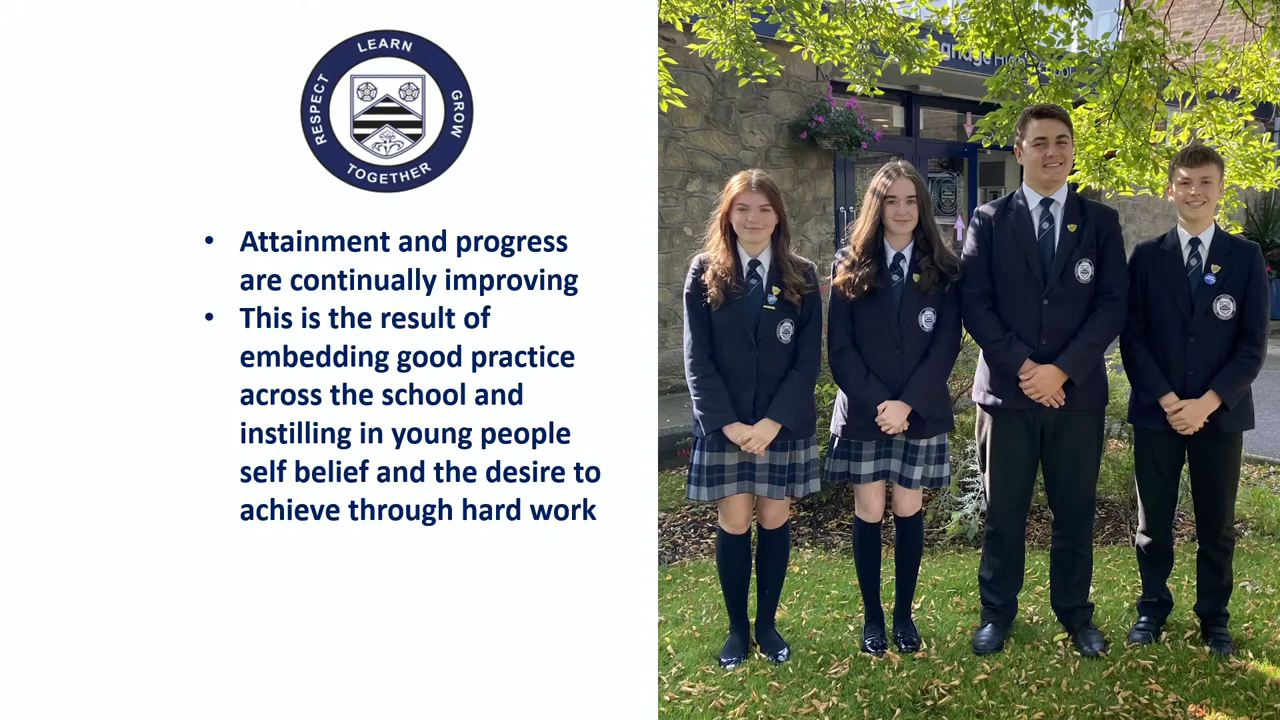 LEARN
RESPECT
GROW
TOGETHER
• Attainment and progress
are continually improving
• This is the result of
embedding good practice
across the school and
instilling in young people
self belief and the desire to
achieve through hard work